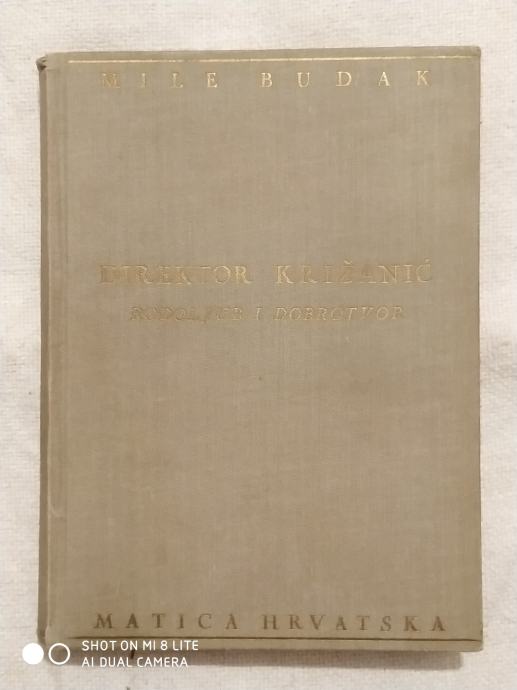 MILE BUDAK
DIREKTOR KRIŽANIĆ
RODOLJUB I DOBROTVOR
MATICA HRVATSKA
SHOT ON MI 8 LITE
AI DUAL CAMERA